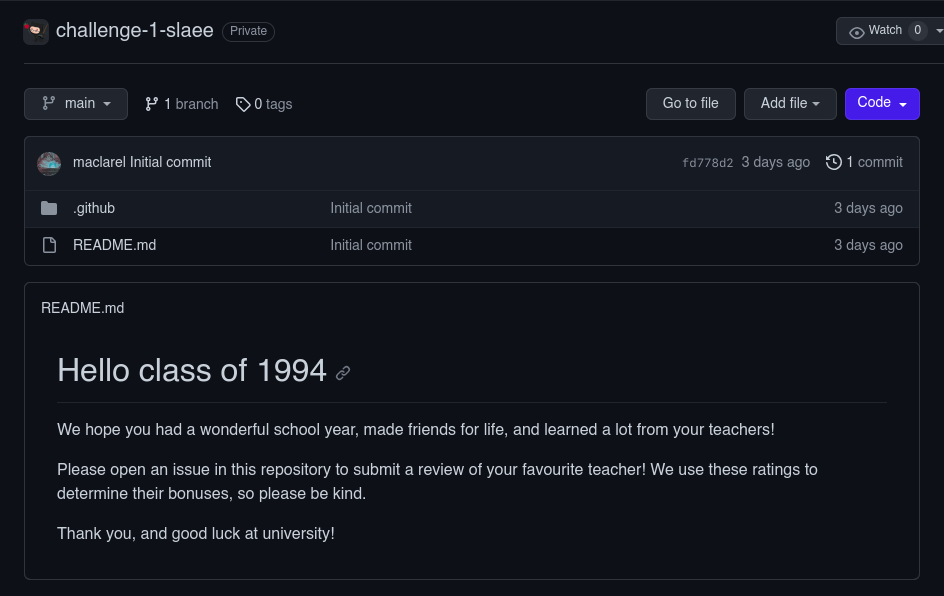 challenge-1-slaee Private Watch 0
main 1 branch 0 tags Go to file Add file Code
maclarel Initial commit fd778d2 3 days ago 1 commit
.github Initial commit 3 days ago
README.md Initial commit 3 days ago
README.md
Hello class of 1994
We hope you had a wonderful school year, made friends for life, and learned a lot from your teachers!
Please open an issue in this repository to submit a review of your favourite teacher! We use these ratings to
determine their bonuses, so please be kind.
Thank you, and good luck at university!